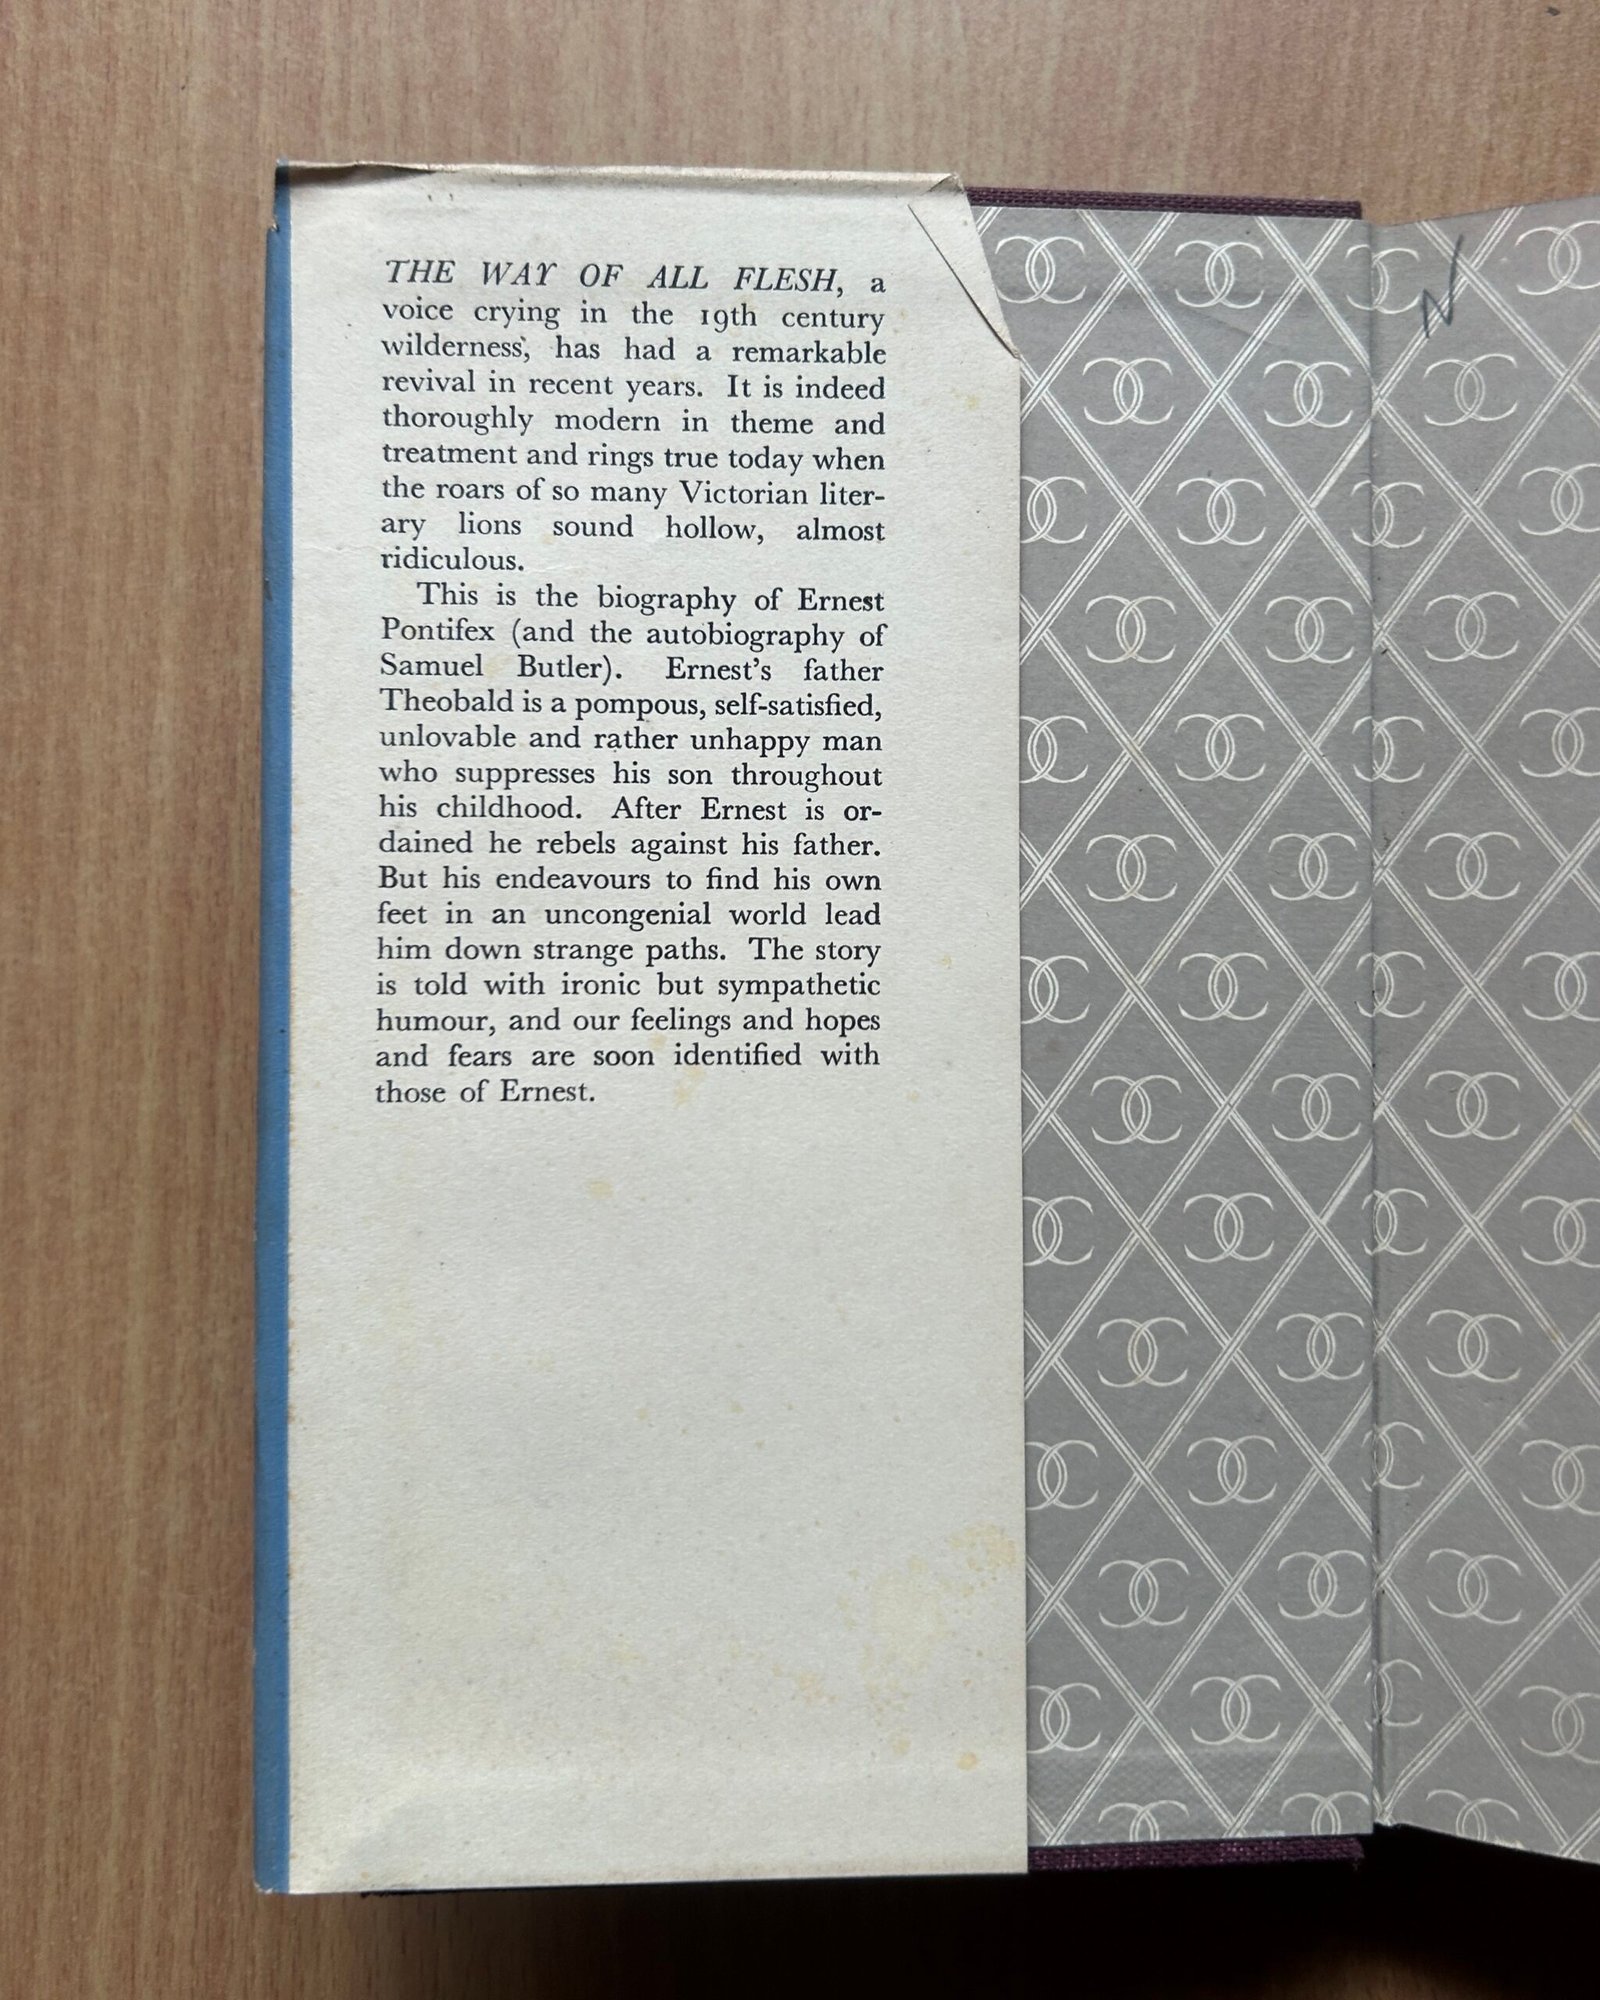 THE WAY OF ALL FLESH, a
voice crying in the 19th century
wilderness, has had a remarkable
revival in recent years. It is indeed
thoroughly modern in theme and
treatment and rings true today when
the roars of so many Victorian liter-
ary lions sound hollow, almost
ridiculous.
This is the biography of Ernest
Pontifex (and the autobiography of
Samuel Butler). Ernest's father
Theobald is a pompous, self-satisfied,
unlovable and rather unhappy man
who suppresses his son throughout
his childhood. After Ernest is or-
dained he rebels against his father.
But his endeavours to find his own
feet in an uncongenial world lead
him down strange paths. The story
is told with ironic but sympathetic
humour, and our feelings and hopes
and fears are soon identified with
those of Ernest.
N